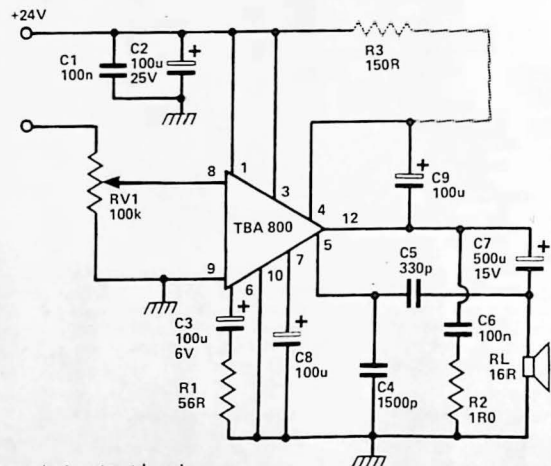 +24V
C1
100n
C2
100u
25V
R3
150R
RV1
100k
8
1
3
4
TBA 800
12
5
9
6
10
7
C9
100u
C5
330p
C7
500u
15V
C3
100u
6V
C8
100u
C6
100n
RL
16R
R1
56R
C4
1500p
R2
1R0